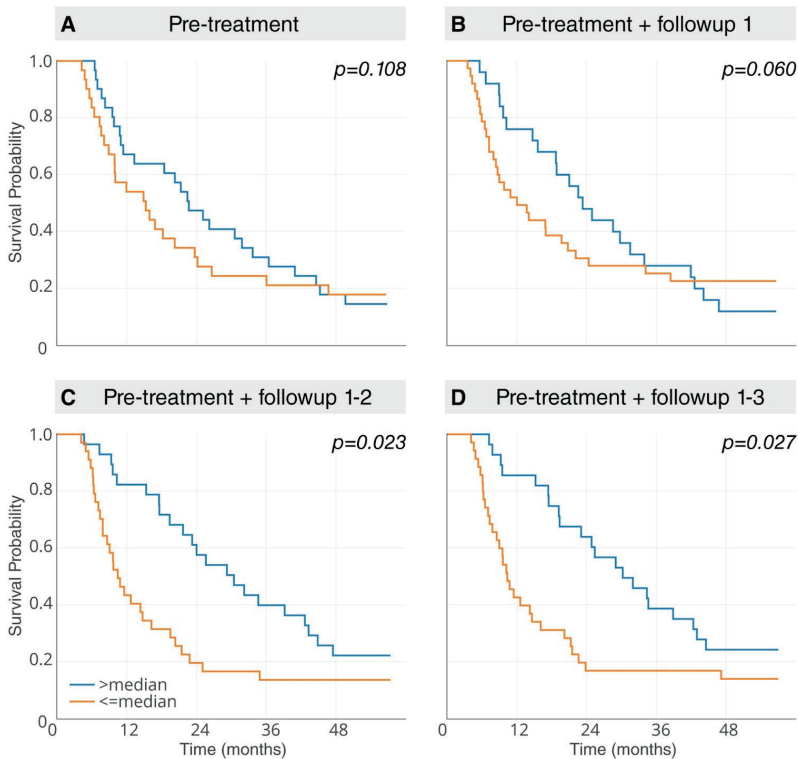 A Pre-treatment
B Pre-treatment + followup 1
p=0.108
p=0.060
Survival Probability
1.0
0.8
0.6
0.4
0.2
0
C Pre-treatment + followup 1-2
D Pre-treatment + followup 1-3
p=0.023
p=0.027
Survival Probability
1.0
0.8
0.6
0.4
0.2
0
>median
<=median
0 12 24 36 48
0 12 24 36 48
Time (months)
Time (months)